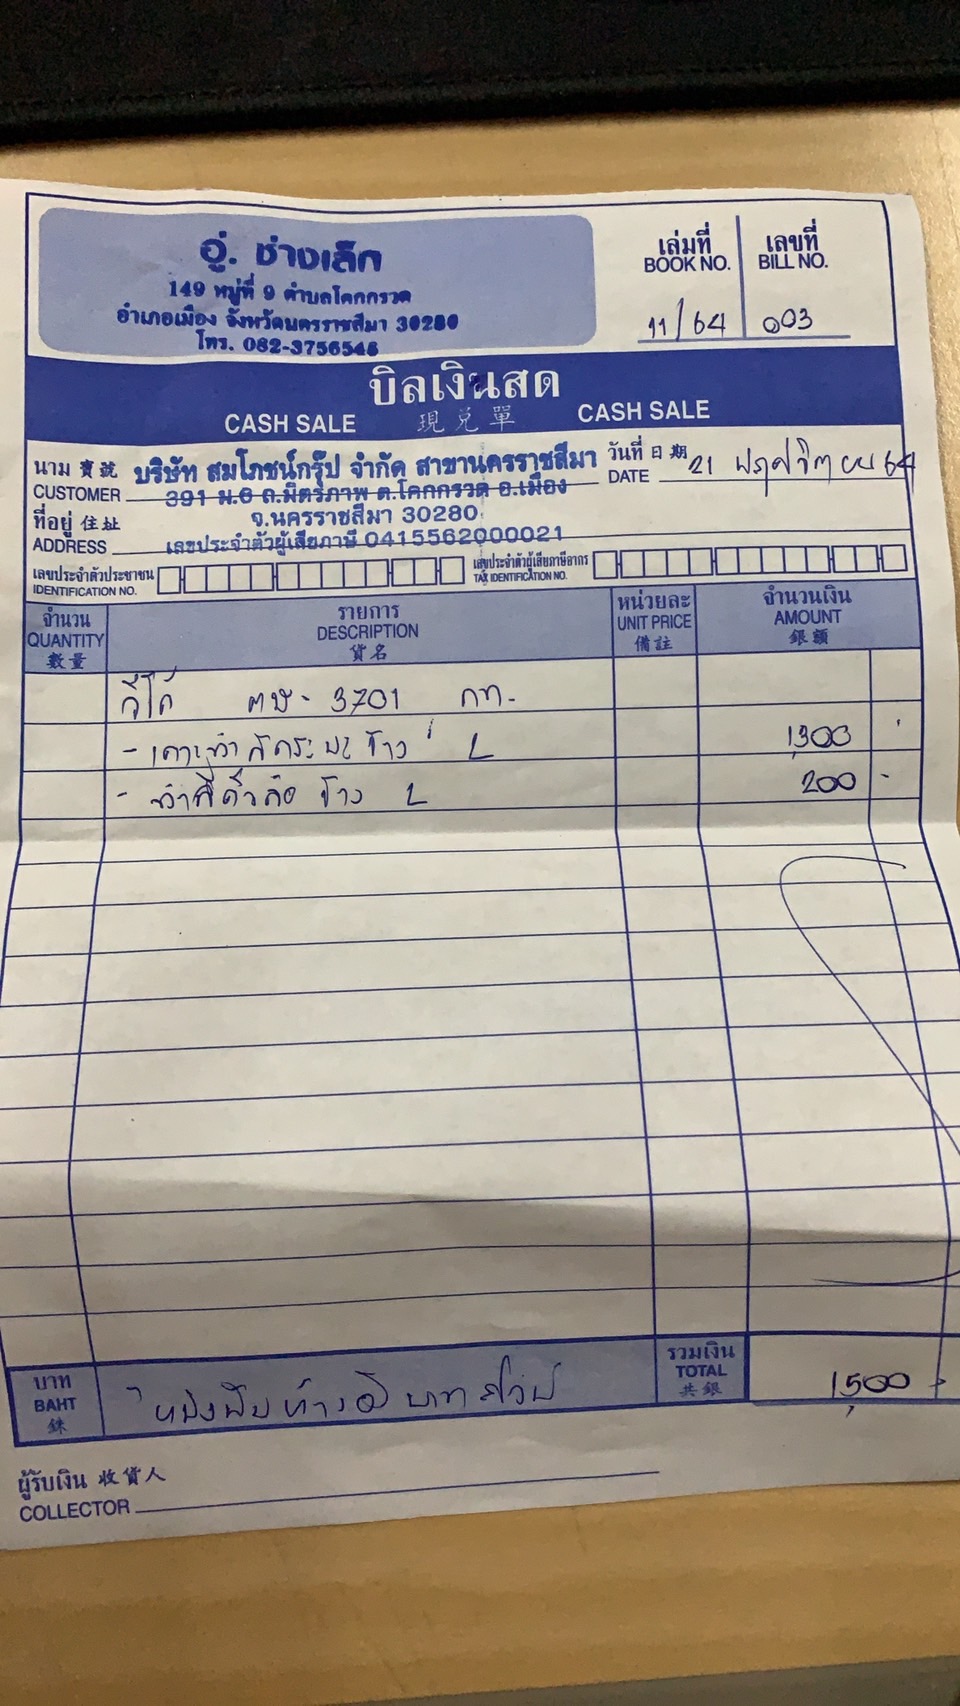 อู่. ช่างเล็ก
149 หมู่ที่ 9 ตำบลโคกกรวด
อำเภอเมือง จังหวัดนครราชสีมา 30280
โทร. 082-3756546
เล่มที่ เลขที่
BOOK NO. BILL NO.
11/64 003
บิลเงินสด
CASH SALE 現兌單 CASH SALE
นาม 寶號 บริษัท สมโภชน์กรุ๊ป จำกัด สาขานครราชสีมา วันที่ 日期 21 พฤศจิกายน 64
CUSTOMER 391 ม.6 ถ.มิตรภาพ ต.โคกกรวด อ.เมือง DATE
ที่อยู่ 住址 จ.นครราชสีมา 30280
ADDRESS เลขประจำตัวผู้เสียภาษี 0415562000021
เลขประจำตัวประชาชน เลขประจำตัวผู้เสียภาษีอากร
IDENTIFICATION NO. TAX IDENTIFICATION NO.
จำนวน รายการ หน่วยละ จำนวนเงิน
QUANTITY DESCRIPTION UNIT PRICE AMOUNT
數量 貨名 備註 銀額
วีโก้ 3701 กท.
ข้าง L 1,300
- ทำสีคิ้วล้อ ข้าง L 200 -
บาท รวมเงิน
BAHT หนึ่งพันห้าร้อยบาทถ้วน TOTAL 1,500 -
銖 共銀
ผู้รับเงิน 收貨人
COLLECTOR